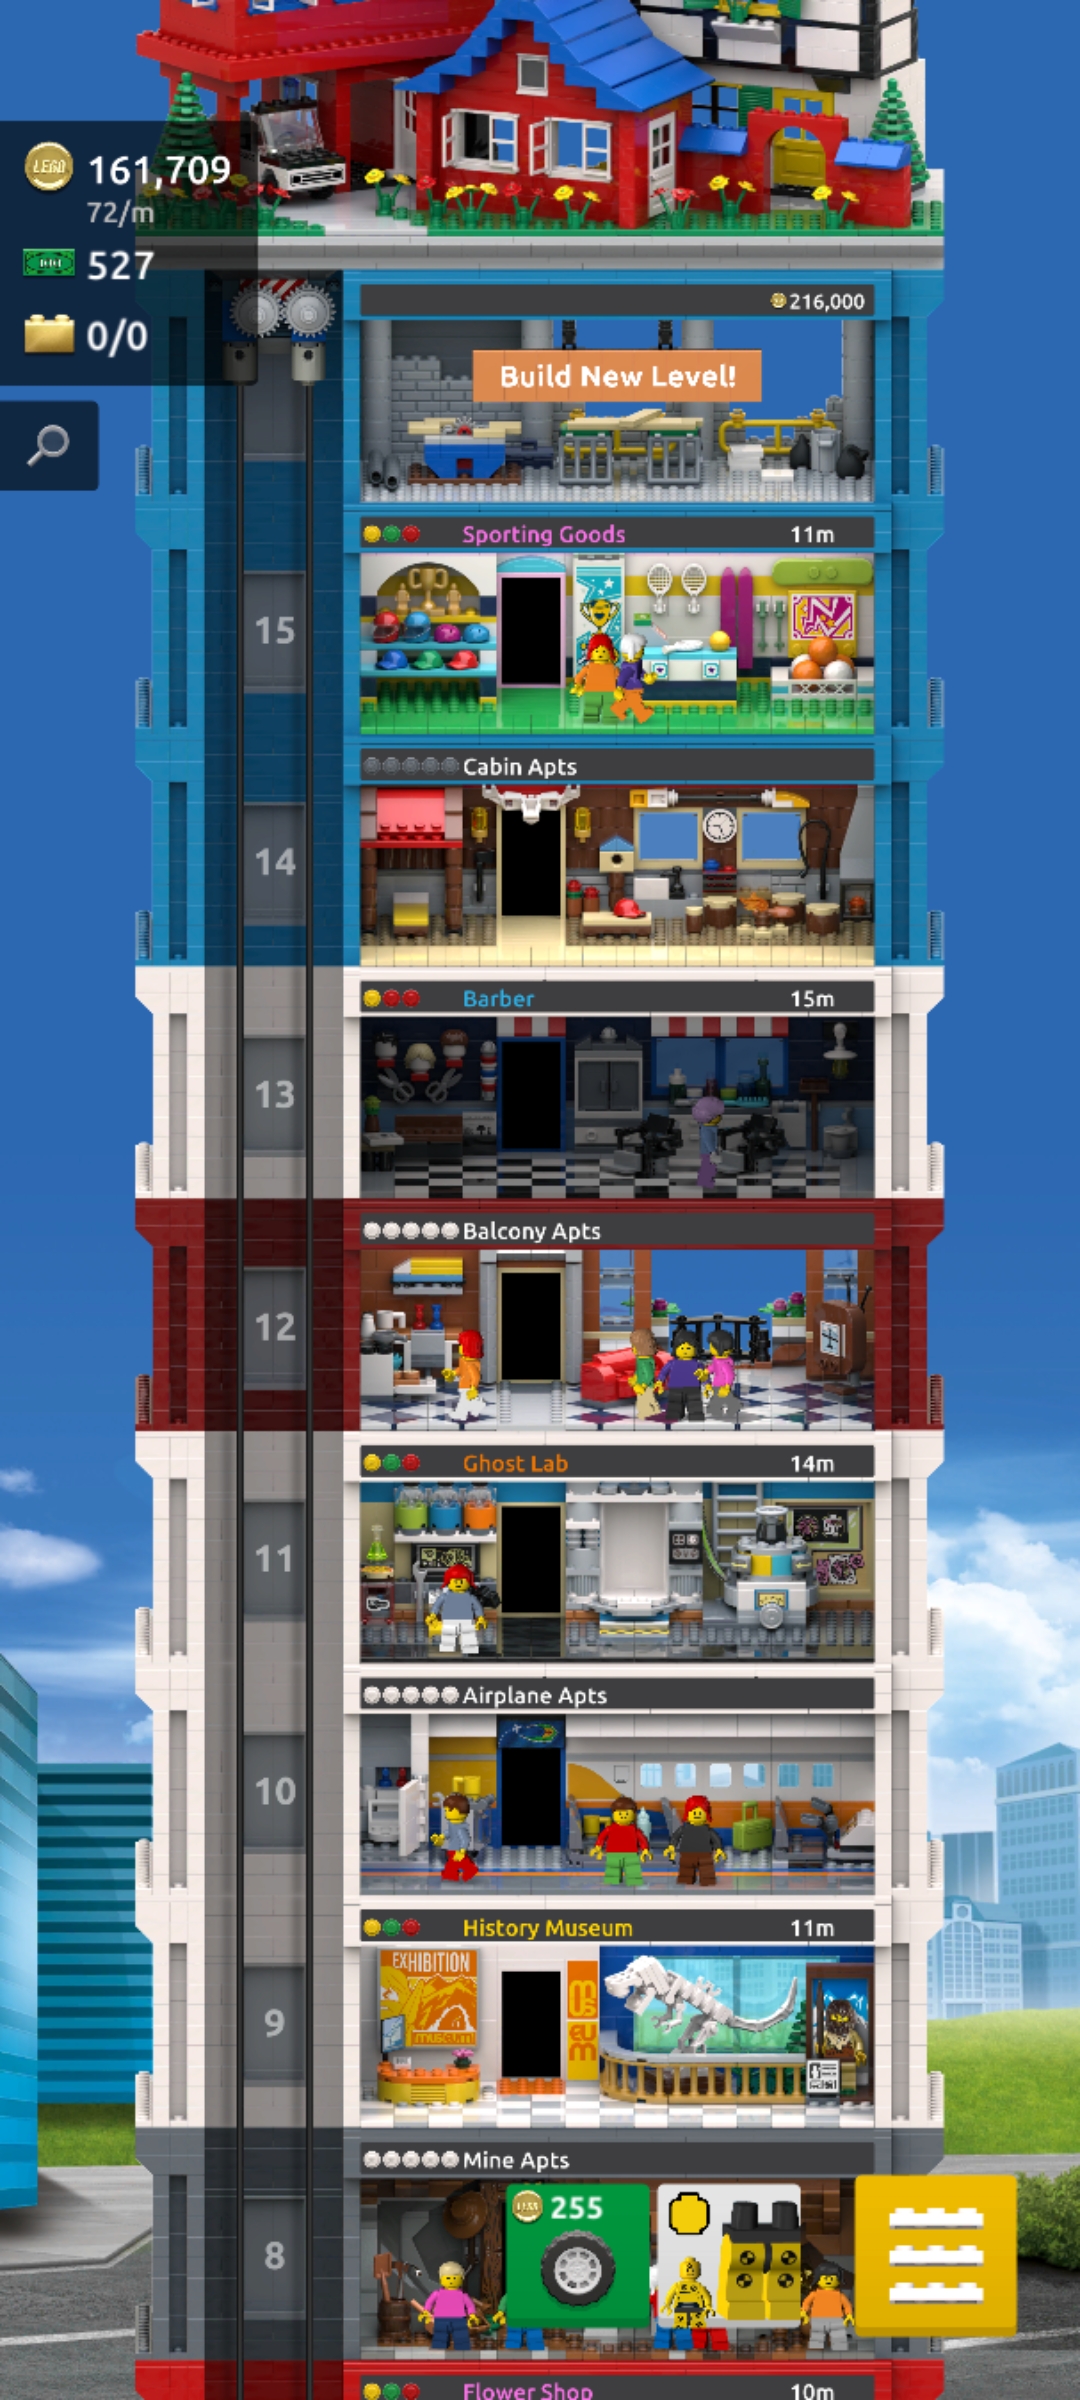 LEGO 161,709
72/m
527
0/0
216,000
Build New Level!
Sporting Goods 11m
15
Cabin Apts
14
Barber 15m
13
Balcony Apts
12
Ghost Lab 14m
11
Airplane Apts
10
History Museum 11m
EXHIBITION
MUSEUM
MUSEUM
9
Mine Apts
255
8
Flower Shop 10m